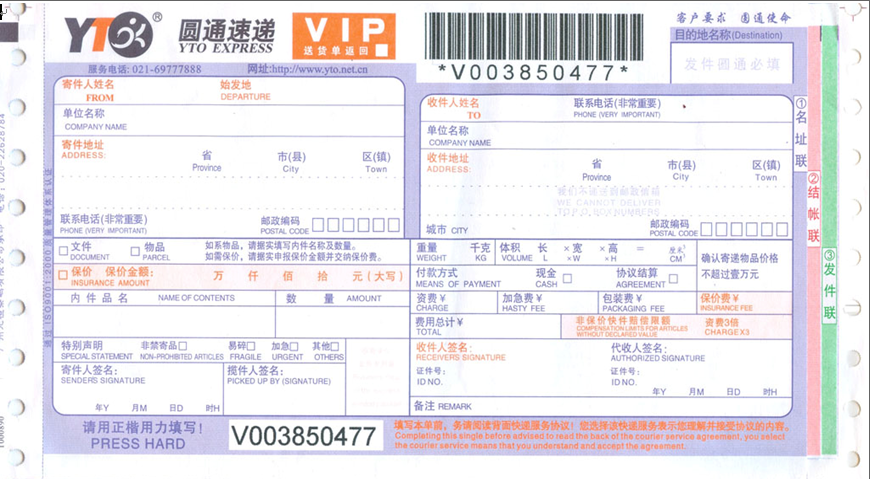 YTO ® 圆通速递
YTO EXPRESS
VIP
送货单返回
服务电话: 021-69777888 网址:http://www.yto.net.cn
*V003850477*
客户要求 圆通使命
目的地名称(Destination)
发件圆通必填
寄件人姓名 始发地
FROM DEPARTURE
单位名称
COMPANY NAME
寄件地址 省 市(县) 区(镇)
ADDRESS: Province City Town
联系电话(非常重要) 邮政编码
PHONE (VERY IMPORTANT) POSTAL CODE
收件人姓名 联系电话(非常重要)
TO PHONE (VERY IMPORTANT)
单位名称
COMPANY NAME
收件地址 省 市(县) 区(镇)
ADDRESS: Province City Town
WE CANNOT DELIVER
TO P.O. BOX NUMBERS
城市 CITY 邮政编码
POSTAL CODE
文件 物品 如系物品，请据实填写内件名称及数量。
DOCUMENT PARCEL 如需保价，请据实申报保价金额并交纳保价费。
保价 保价金额: 万 仟 佰 拾 元 (大写)
INSURANCE AMOUNT
内件品名 NAME OF CONTENTS 数 量 AMOUNT
特别声明 非禁寄品 易碎 加急 其他
SPECIAL STATEMENT NON-PROHIBITED ARTICLES FRAGILE URGENT OTHERS
寄件人签名: 揽件人签名:
SENDERS SIGNATURE PICKED UP BY (SIGNATURE)
年Y 月M 日D 时H
重量 千克 体积 长 ×宽 ×高 = 厘米³
WEIGHT KG VOLUME L ×W ×H CM³
确认寄递物品价格
不超过壹万元
付款方式 现金 协议结算
MEANS OF PAYMENT CASH AGREEMENT
资费¥ 加急费¥ 包装费¥ 保价费¥
CHARGE HASTY FEE PACKAGING FEE INSURANCE FEE
费用总计¥ 非保价快件赔偿限额 资费3倍
TOTAL COMPENSATION LIMITS FOR ARTICLES WITHOUT DECLARED VALUE CHARGE X3
收件人签名: 代收人签名:
RECEIVERS SIGNATURE AUTHORIZED SIGNATURE
证件号: 证件号:
ID NO. ID NO.
年Y 月M 日D 时H
备注 REMARK
请用正楷用力填写!
PRESS HARD
V003850477
填写本单前，务请阅读背面快递服务协议! 您选择该快递服务表示您理解并接受协议的内容。
Completing this single before advised to read the back of the courier service agreement, you select
the courier service means that you understand and accept the agreement.
①名址联
②结帐联
③发件联
通过ISO9001:2000质量管理体系认证